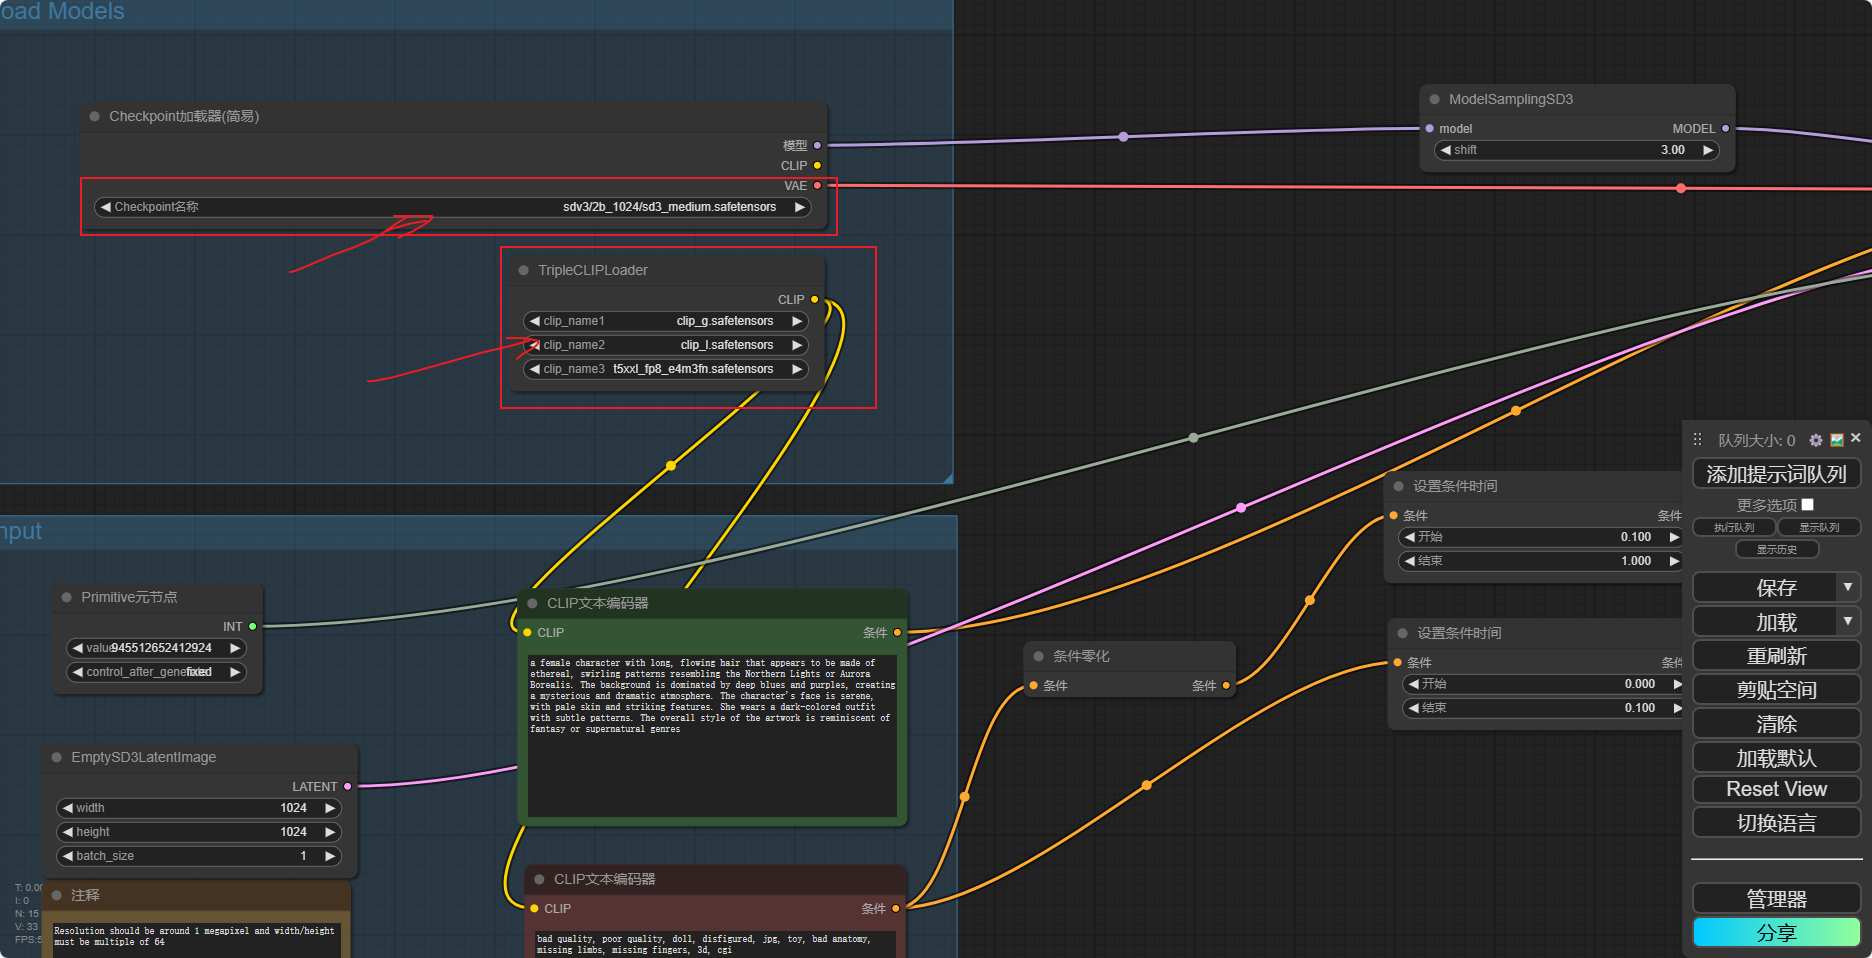 oad Models
Checkpoint加载器(简易)
模型
CLIP
VAE
Checkpoint名称 sdv3/2b_1024/sd3_medium.safetensors
TripleCLIPLoader
CLIP
clip_name1 clip_g.safetensors
clip_name2 clip_l.safetensors
clip_name3 t5xxl_fp8_e4m3fn.safetensors
ModelSamplingSD3
model MODEL
shift 3.00
nput
Primitive元节点
INT
value 945512652412924
control_after_gene fixed
EmptySD3LatentImage
LATENT
width 1024
height 1024
batch_size 1
注释
Resolution should be around 1 megapixel and width/height
must be multiple of 64
T: 0.00
I: 0
N: 15
V: 33
FPS:5
CLIP文本编码器
CLIP 条件
a female character with long, flowing hair that appears to be made of
ethereal, swirling patterns resembling the Northern Lights or Aurora
Borealis. The background is dominated by deep blues and purples, creating
a mysterious and dramatic atmosphere. The character's face is serene,
with pale skin and striking features. She wears a dark-colored outfit
with subtle patterns. The overall style of the artwork is reminiscent of
fantasy or supernatural genres
CLIP文本编码器
CLIP 条件
bad quality, poor quality, doll, disfigured, jpg, toy, bad anatomy,
missing limbs, missing fingers, 3d, cgi
条件零化
条件 条件
设置条件时间
条件 条件
开始 0.100
结束 1.000
设置条件时间
条件 条件
开始 0.000
结束 0.100
队列大小: 0
添加提示词队列
更多选项
执行队列 显示队列
显示历史
保存
加载
重刷新
剪贴空间
清除
加载默认
Reset View
切换语言
管理器
分享